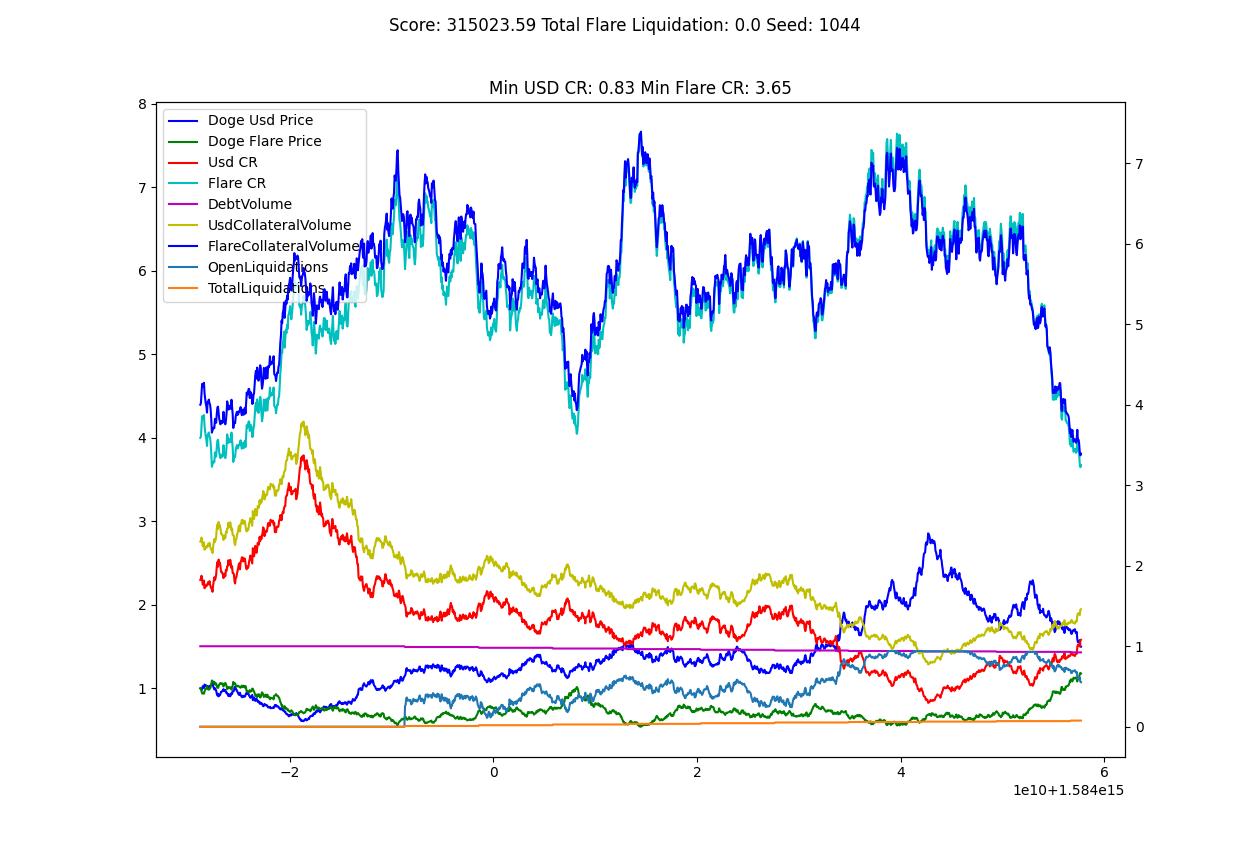 Score: 315023.59 Total Flare Liquidation: 0.0 Seed: 1044
Min USD CR: 0.83 Min Flare CR: 3.65
Doge Usd Price
Doge Flare Price
Usd CR
Flare CR
DebtVolume
UsdCollateralVolume
FlareCollateralVolume
OpenLiquidations
TotalLiquidations
8
7
6
5
4
3
2
1
7
6
5
4
3
2
1
0
−2
0
2
4
6
1e10+1.584e15